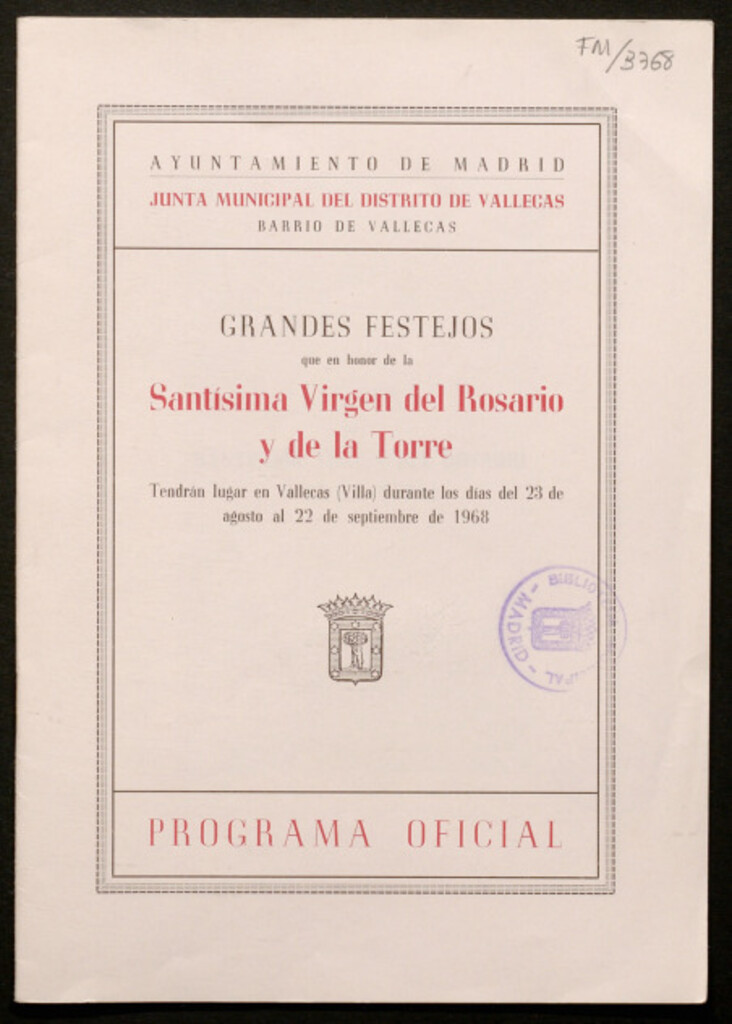 FM/3768
AYUNTAMIENTO DE MADRID
JUNTA MUNICIPAL DEL DISTRITO DE VALLECAS
BARRIO DE VALLECAS
GRANDES FESTEJOS
que en honor de la
Santísima Virgen del Rosario
y de la Torre
Tendrán lugar en Vallecas (Villa) durante los días del 23 de
agosto al 22 de septiembre de 1968
MADRID
PROGRAMA OFICIAL